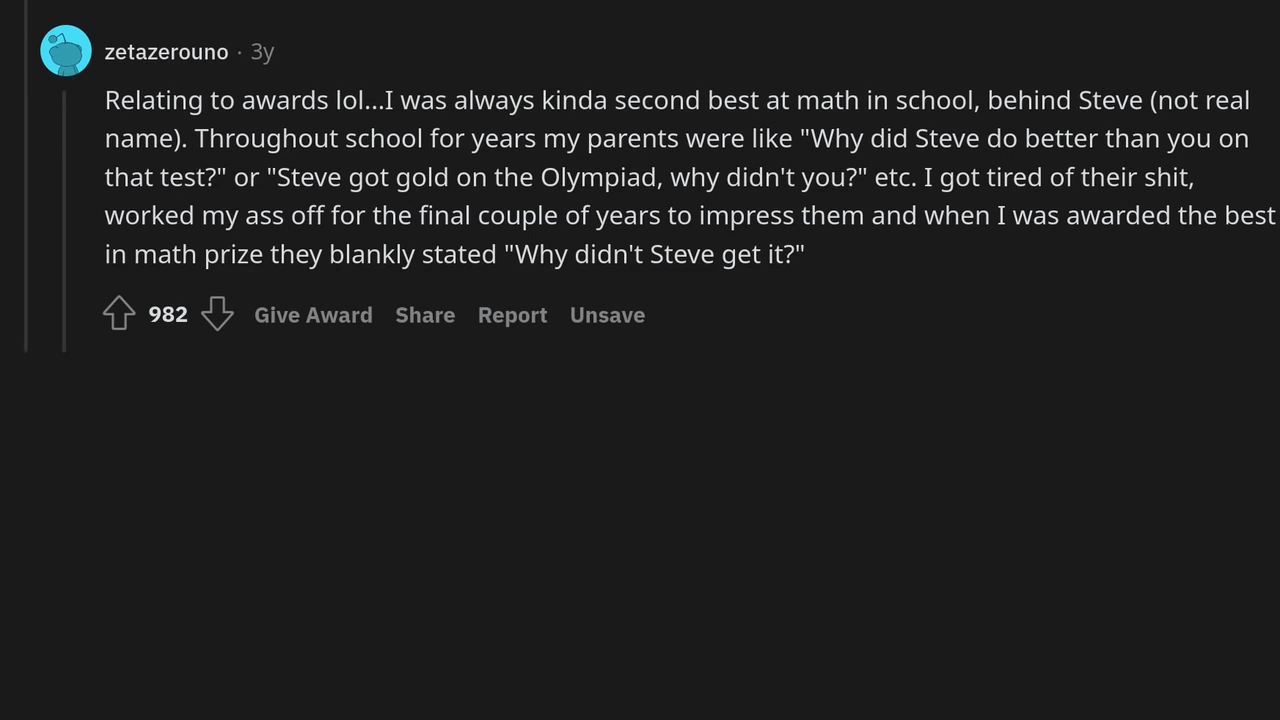 zetazerouno · 3y
Relating to awards lol...I was always kinda second best at math in school, behind Steve (not real
name). Throughout school for years my parents were like "Why did Steve do better than you on
that test?" or "Steve got gold on the Olympiad, why didn't you?" etc. I got tired of their shit,
worked my ass off for the final couple of years to impress them and when I was awarded the best
in math prize they blankly stated "Why didn't Steve get it?"
982 Give Award Share Report Unsave